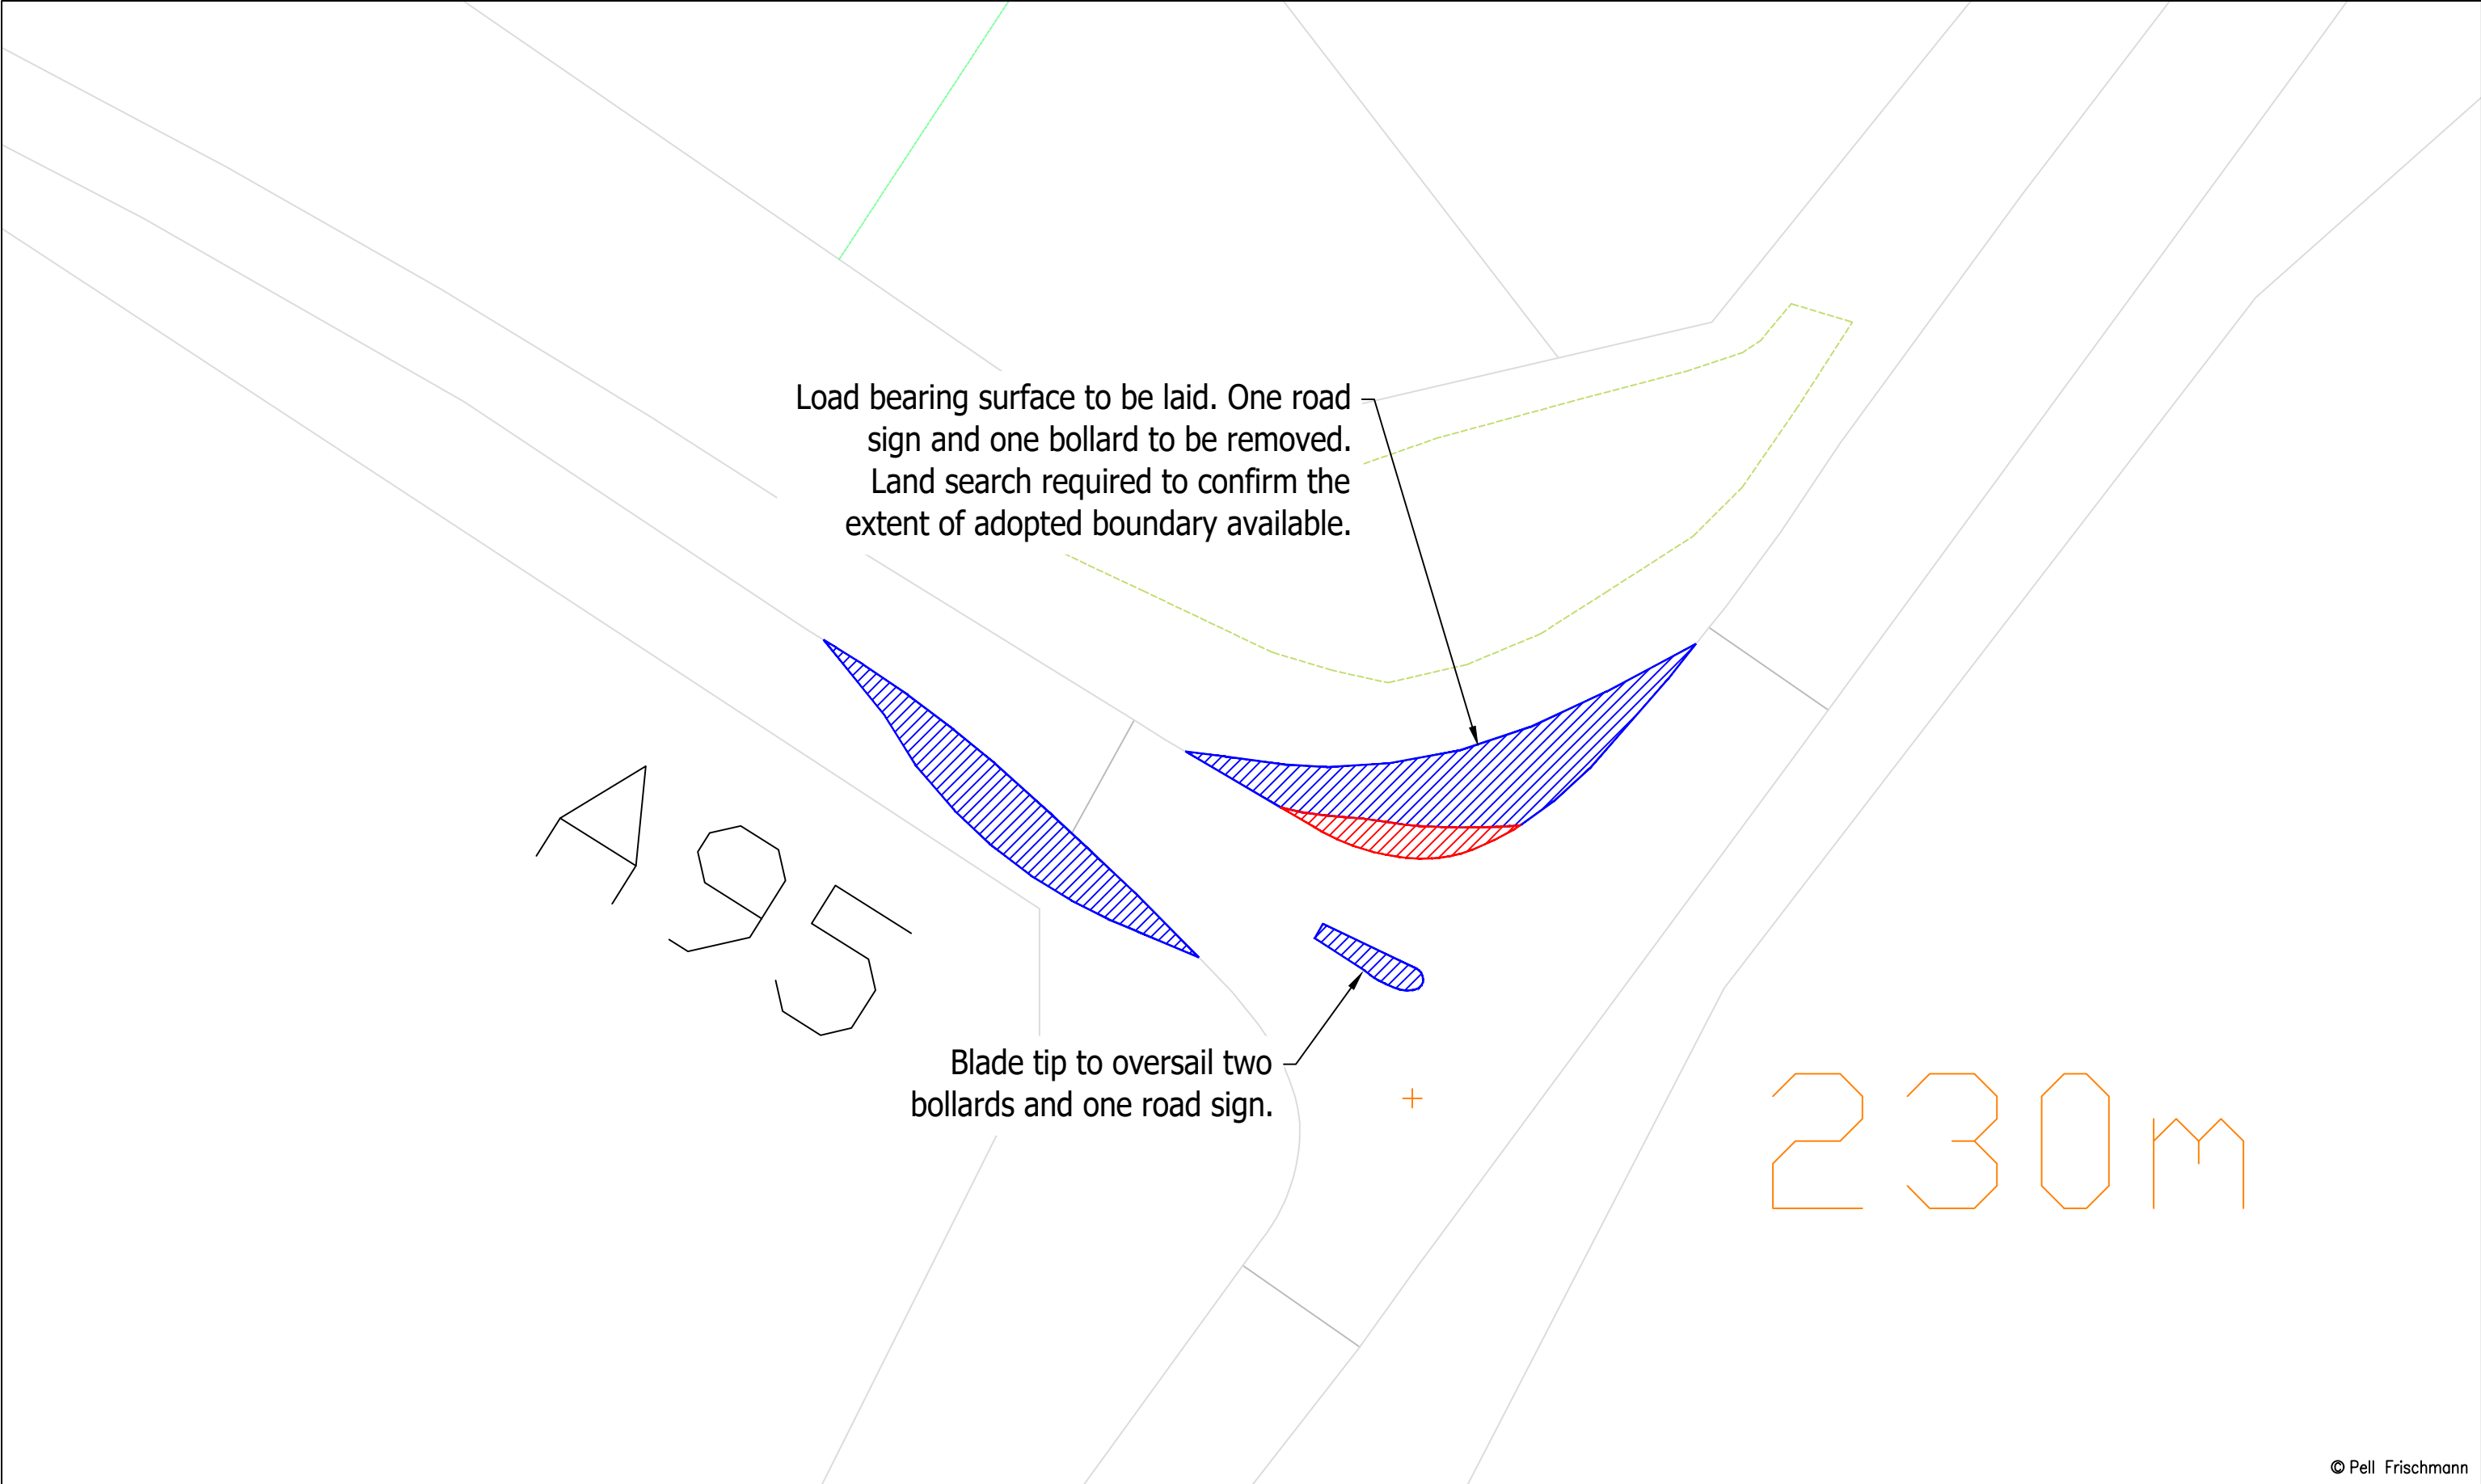 Load bearing surface to be laid. One road
sign and one bollard to be removed.
Land search required to confirm the
extent of adopted boundary available.
A95
Blade tip to oversail two
bollards and one road sign.
230m
© Pell Frischmann